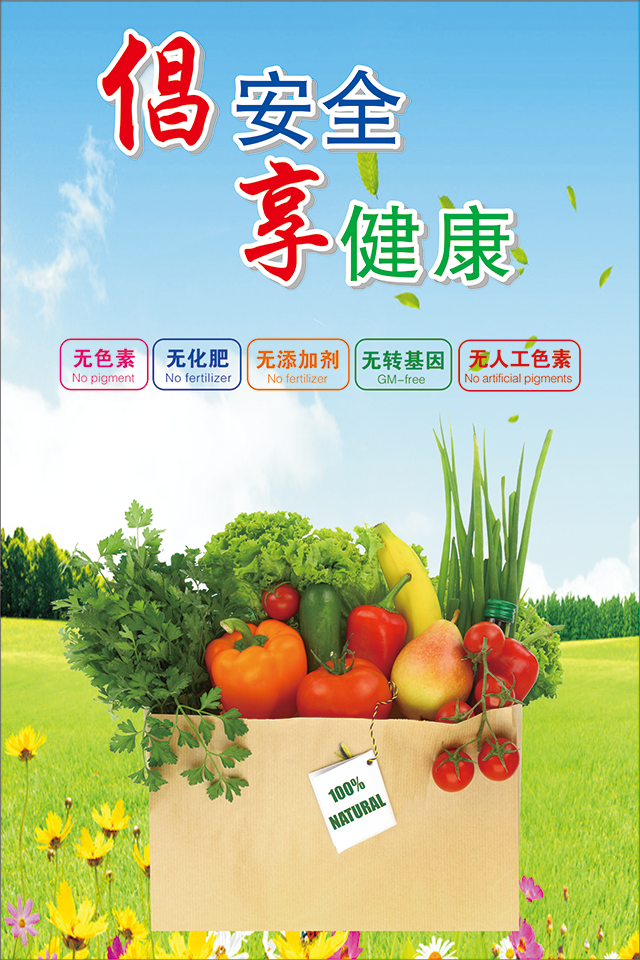 倡安全
享健康
无色素
No pigment
无化肥
No fertilizer
无添加剂
No fertilizer
无转基因
GM-free
无人工色素
No artificial pigments
100%
NATURAL